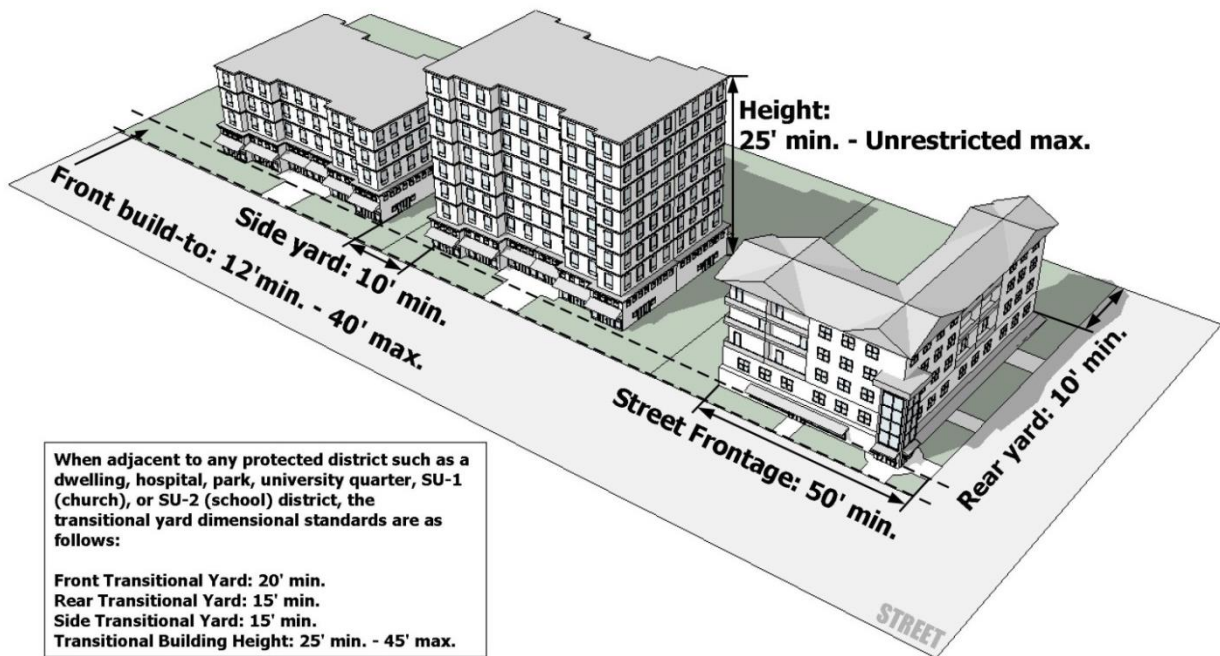 Height:
25' min. - Unrestricted max.
Side yard: 10' min.
Front build-to: 12'min. - 40' max.
Street Frontage: 50' min.
Rear yard: 10' min.
When adjacent to any protected district such as a
dwelling, hospital, park, university quarter, SU-1
(church), or SU-2 (school) district, the
transitional yard dimensional standards are as
follows:
Front Transitional Yard: 20' min.
Rear Transitional Yard: 15' min.
Side Transitional Yard: 15' min.
Transitional Building Height: 25' min. - 45' max.
STREET